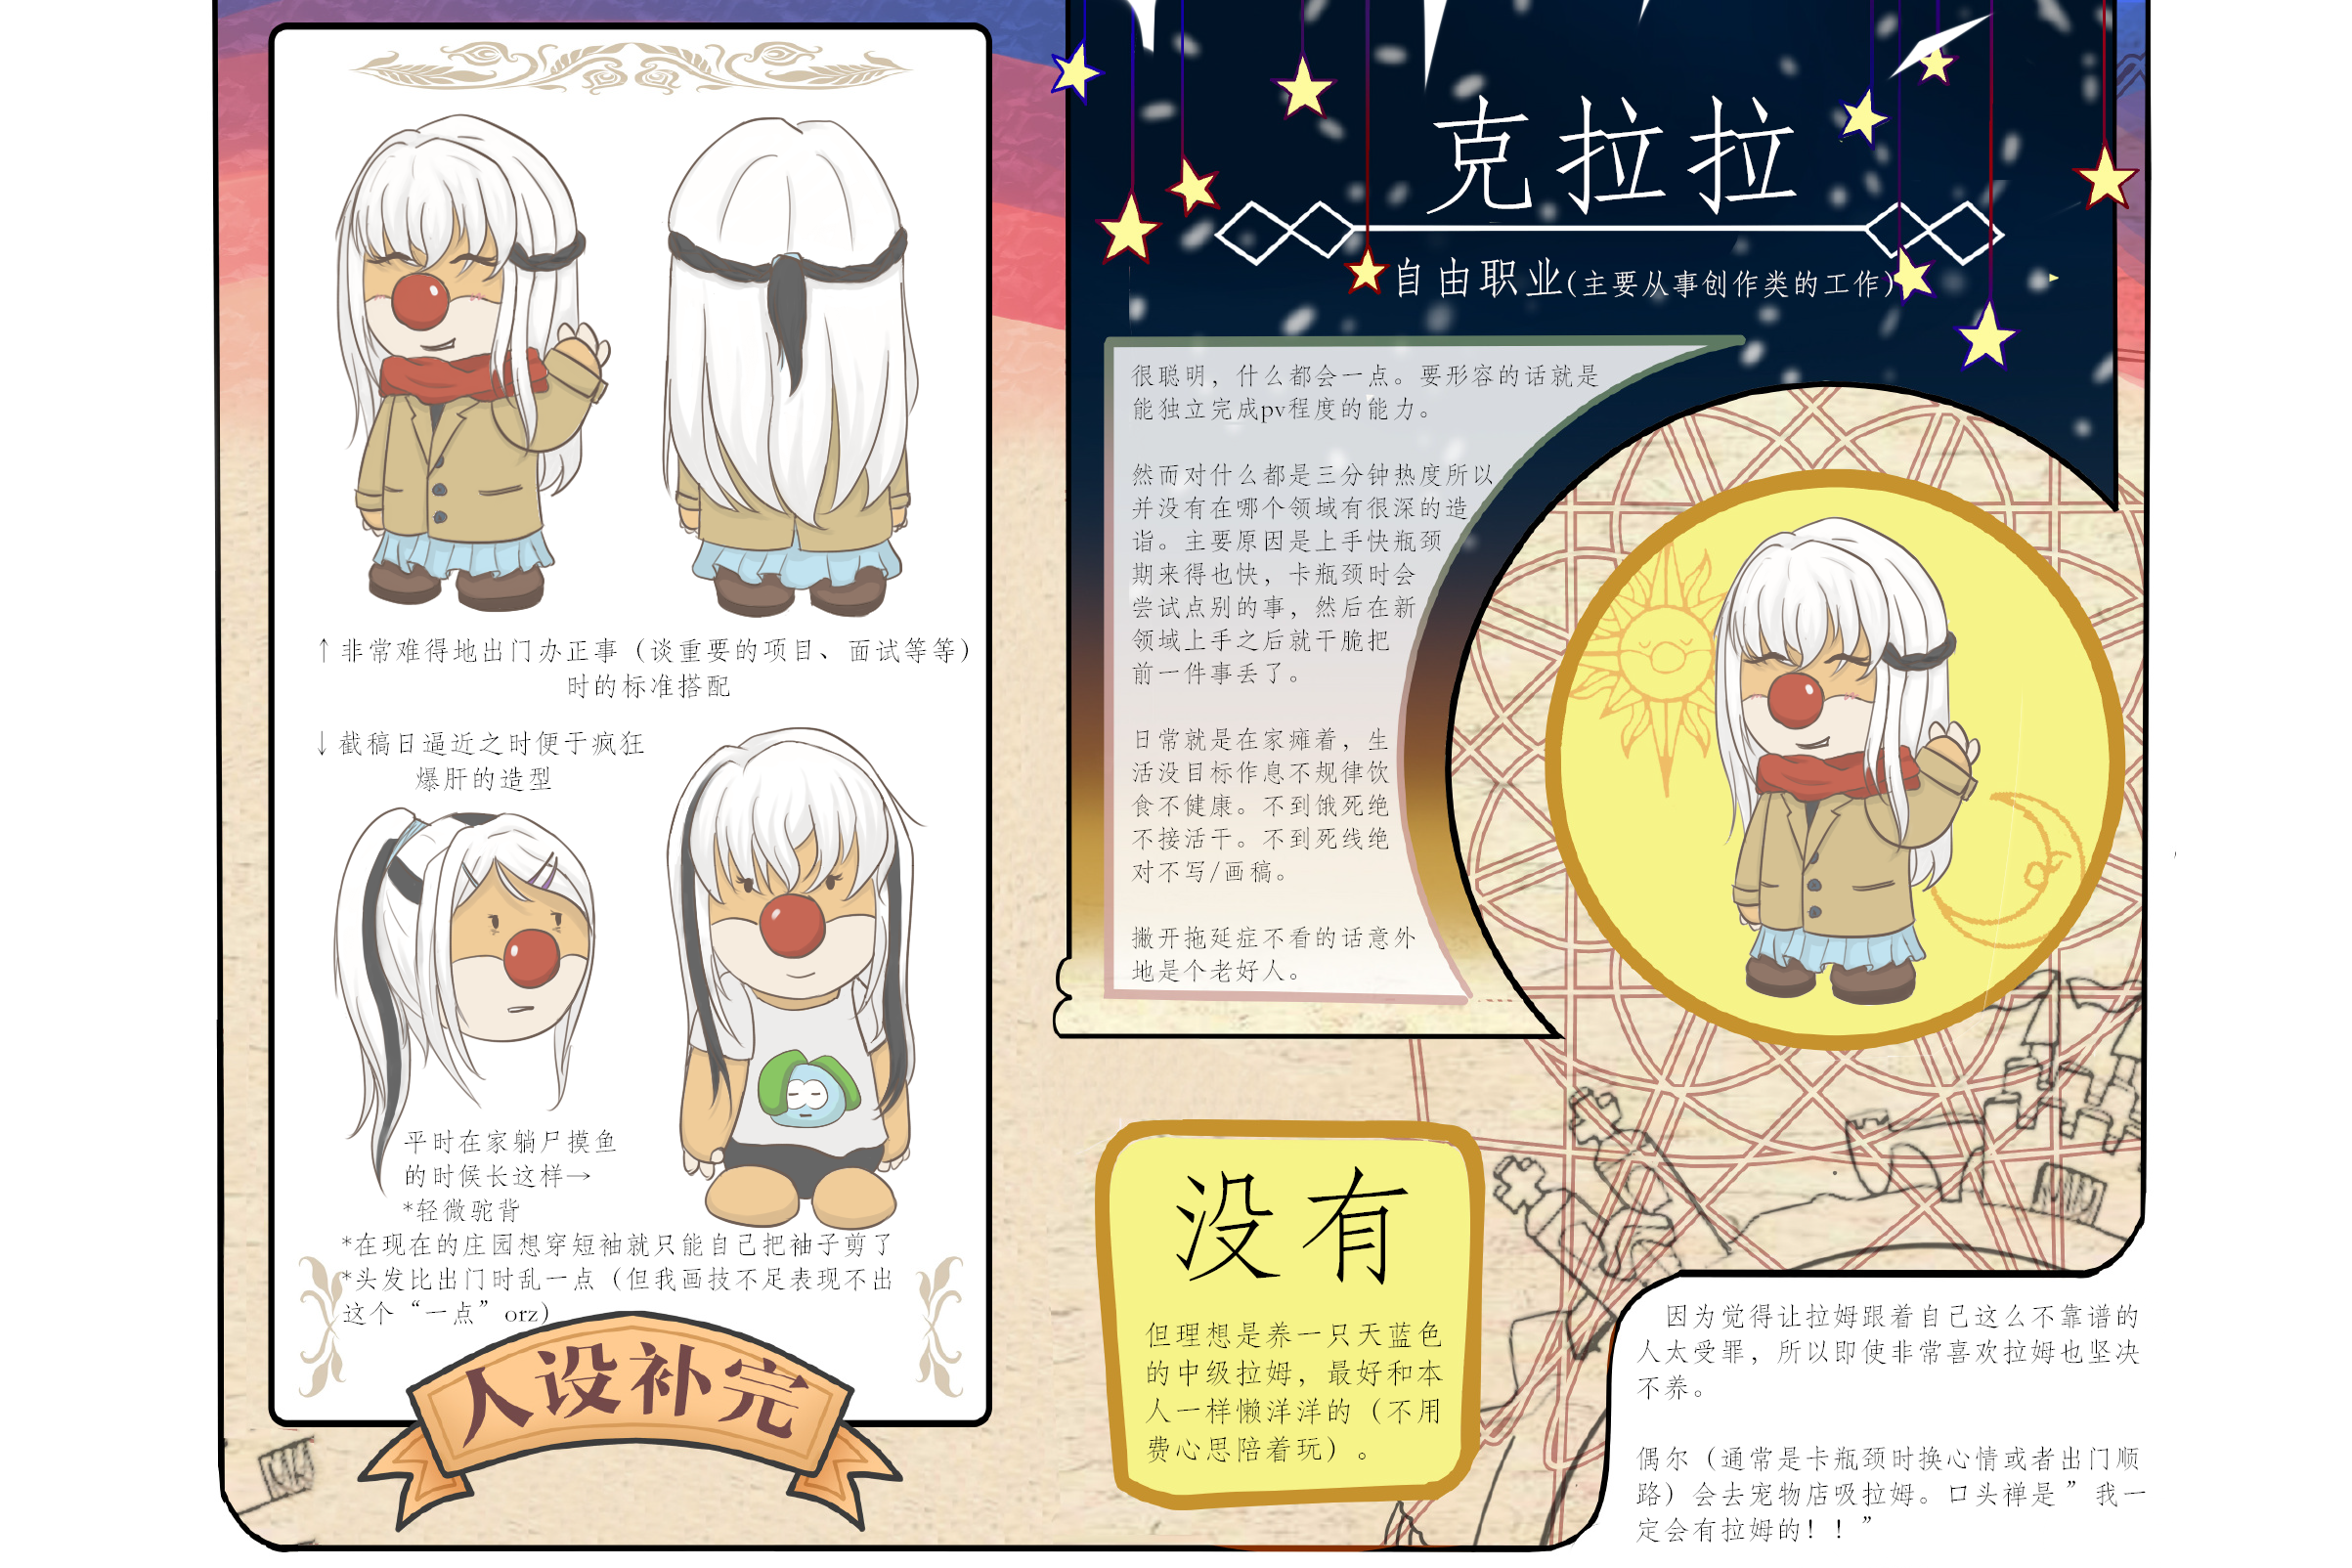 ↑非常难得地出门办正事（谈重要的项目、面试等等）
时的标准搭配
↓截稿日逼近之时便于疯狂
爆肝的造型
平时在家躺尸摸鱼
的时候长这样→
*轻微驼背
*在现在的庄园想穿短袖就只能自己把袖子剪了
*头发比出门时乱一点（但我画技不足表现不出
这个“一点”orz）
人设补完
克拉拉
自由职业(主要从事创作类的工作)
很聪明，什么都会一点。要形容的话就是
能独立完成pv程度的能力。
然而对什么都是三分钟热度所以
并没有在哪个领域有很深的造
诣。主要原因是上手快瓶颈
期来得也快，卡瓶颈时会
尝试点别的事，然后在新
领域上手之后就干脆把
前一件事丢了。
日常就是在家瘫着，生
活没目标作息不规律饮
食不健康。不到饿死绝
不接活干。不到死线绝
对不写/画稿。
撇开拖延症不看的话意外
地是个老好人。
没有
但理想是养一只天蓝色
的中级拉姆，最好和本
人一样懒洋洋的（不用
费心思陪着玩）。
因为觉得让拉姆跟着自己这么不靠谱的
人太受罪，所以即使非常喜欢拉姆也坚决
不养。
偶尔（通常是卡瓶颈时换心情或者出门顺
路）会去宠物店吸拉姆。口头禅是”我一
定会有拉姆的！！”